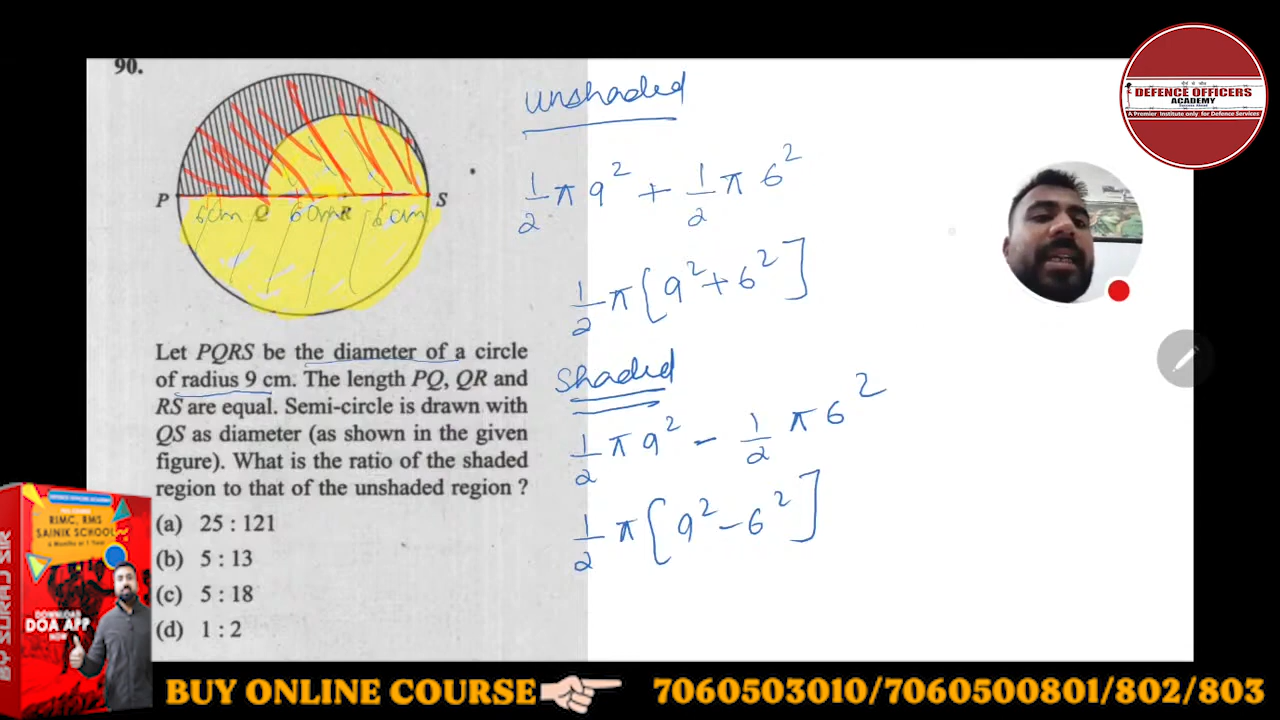 90.
P
S
6cm Q 6cm R 6cm
Let PQRS be the diameter of a circle
of radius 9 cm. The length PQ, QR and
RS are equal. Semi-circle is drawn with
QS as diameter (as shown in the given
figure). What is the ratio of the shaded
region to that of the unshaded region ?
(a) 25 : 121
(b) 5 : 13
(c) 5 : 18
(d) 1 : 2
unshaded
1/2 π 9² + 1/2 π 6²
1/2 π [9² + 6²]
shaded
1/2 π 9² - 1/2 π 6²
1/2 π [9² - 6²]
DEFENCE OFFICERS
ACADEMY
A Premier Institute only for Defence Services
BY SURAJ SIR
RIMC, RMS
SAINIK SCHOOL
DOWNLOAD
DOA APP
NOW
BUY ONLINE COURSE 7060503010/7060500801/802/803